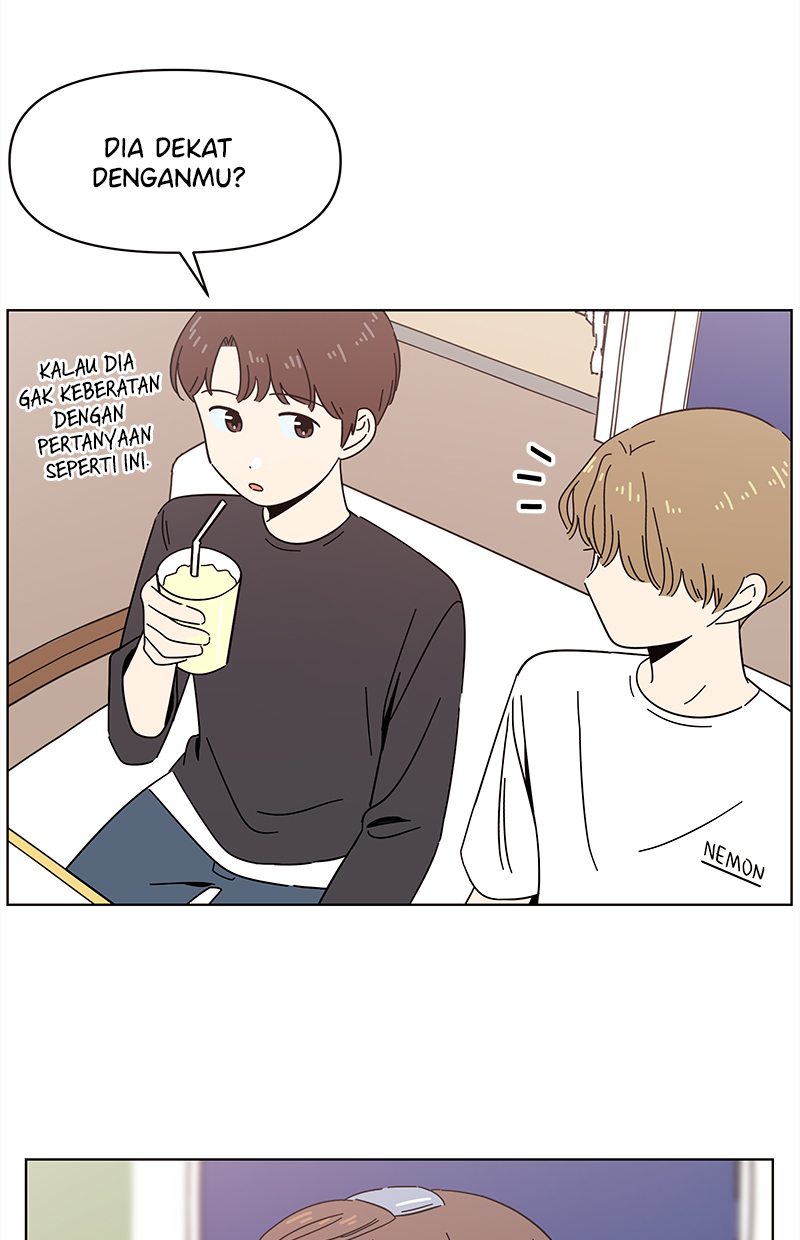 DIA DEKAT
DENGANMU?
KALAU DIA
GAK KEBERATAN
DENGAN
PERTANYAAN
SEPERTI INI.
NEMON